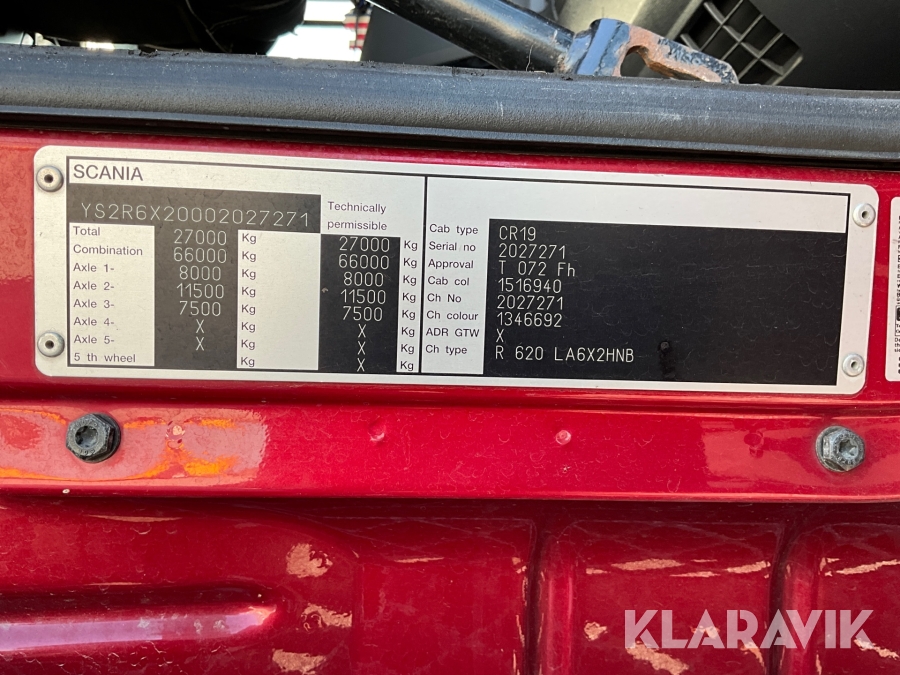 SCANIA
YS2R6X20002027271
Technically
permissible
Total 27000 Kg 27000 Kg
Combination 66000 Kg 66000 Kg
Axle 1- 8000 Kg 8000 Kg
Axle 2- 11500 Kg 11500 Kg
Axle 3- 7500 Kg 7500 Kg
Axle 4- X Kg X Kg
Axle 5- X Kg X Kg
5 th wheel Kg X Kg
Cab type CR19
Serial no 2027271
Approval T 072 Fh
Cab col 1516940
Ch No 2027271
Ch colour 1346692
ADR GTW X
Ch type R 620 LA6X2HNB
KLARAVIK